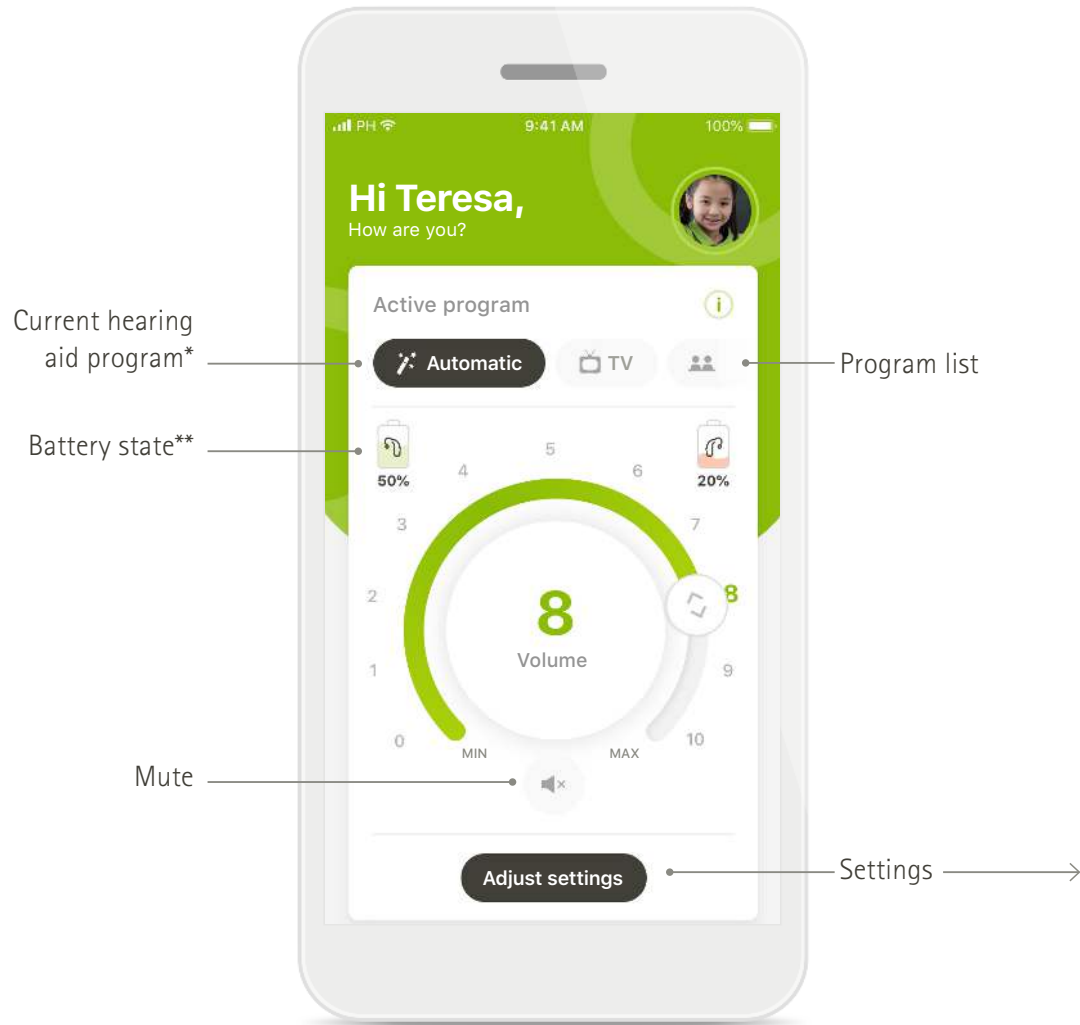 PH
9:41 AM
100%
Hi Teresa,
How are you?
Active program
i
Current hearing
aid program*
Automatic
TV
Program list
Battery state**
50%
20%
0
1
2
3
4
5
6
7
8
9
10
8
Volume
MIN
MAX
Mute
Adjust settings
Settings